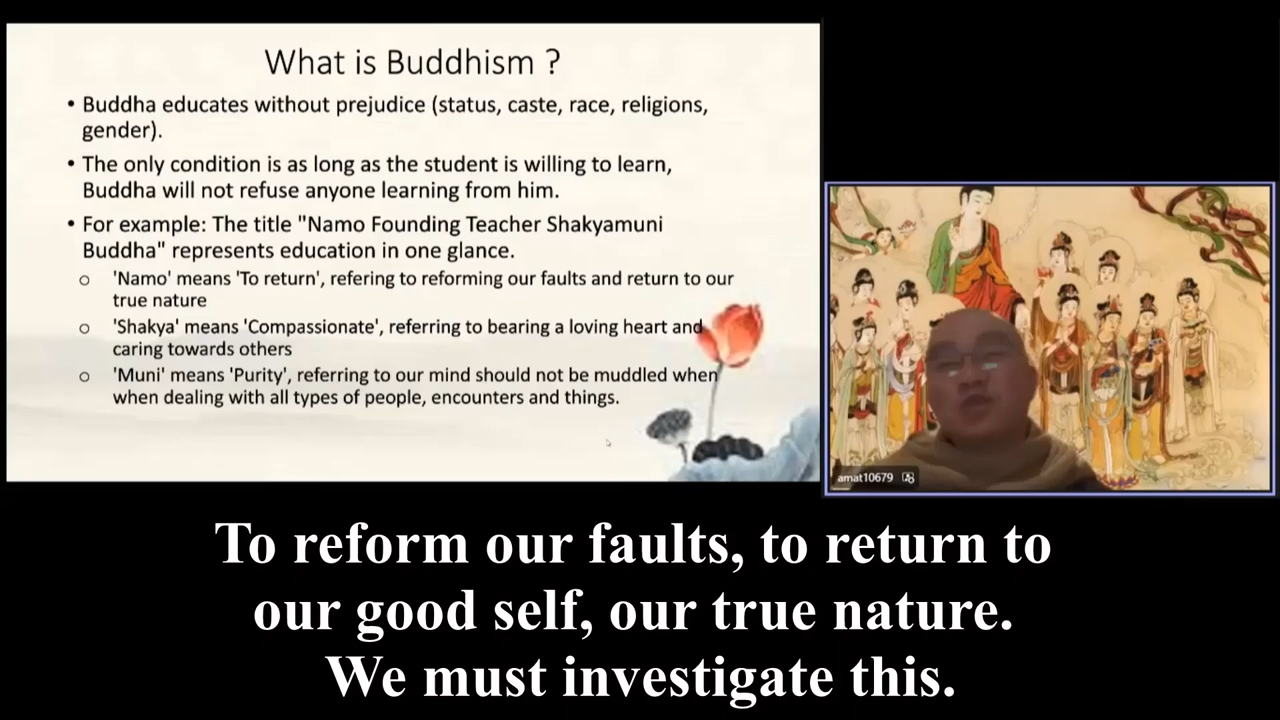 What is Buddhism ?
• Buddha educates without prejudice (status, caste, race, religions,
gender).
• The only condition is as long as the student is willing to learn,
Buddha will not refuse anyone learning from him.
• For example: The title "Namo Founding Teacher Shakyamuni
Buddha" represents education in one glance.
o 'Namo' means 'To return', refering to reforming our faults and return to our
true nature
o 'Shakya' means 'Compassionate', referring to bearing a loving heart and
caring towards others
o 'Muni' means 'Purity', referring to our mind should not be muddled when
when dealing with all types of people, encounters and things.
amat10679
To reform our faults, to return to
our good self, our true nature.
We must investigate this.